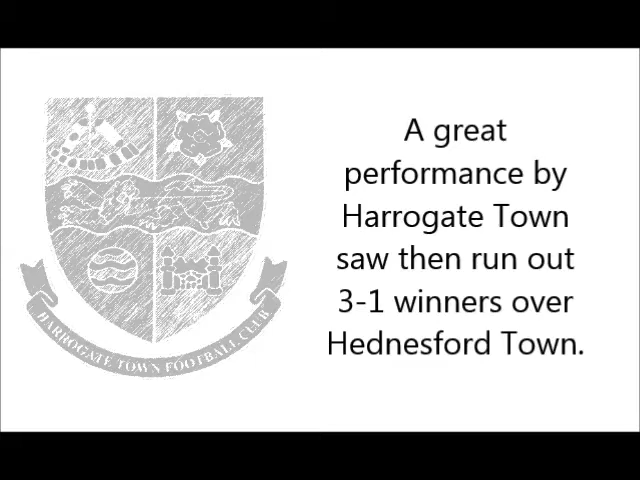 A great
performance by
Harrogate Town
saw then run out
3-1 winners over
Hednesford Town.
HARROGATE TOWN FOOTBALL CLUB